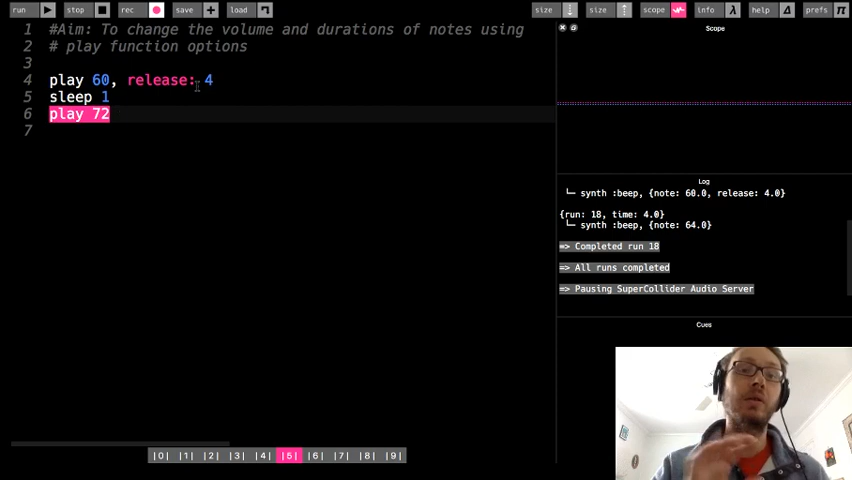 run stop rec save load size size scope info help prefs
1 #Aim: To change the volume and durations of notes using
2 # play function options
3
4 play 60, release: 4
5 sleep 1
6 play 72
7
Scope
Log
└─ synth :beep, {note: 60.0, release: 4.0}
{run: 18, time: 4.0}
└─ synth :beep, {note: 64.0}
=> Completed run 18
=> All runs completed
=> Pausing SuperCollider Audio Server
Cues
|0| |1| |2| |3| |4| |5| |6| |7| |8| |9|